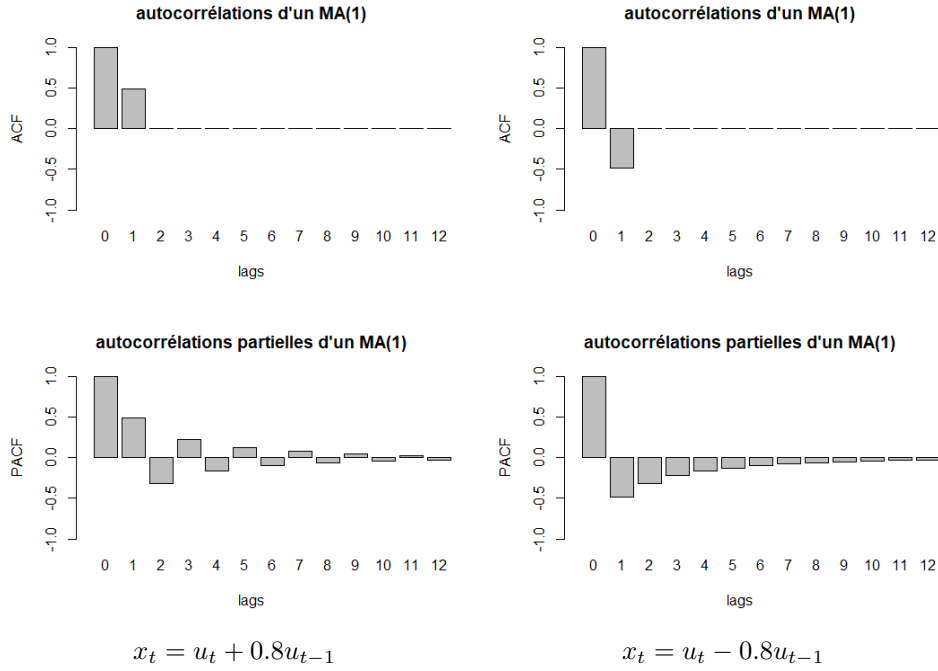 autocorrélations d'un MA(1)
ACF
1.0
0.5
0.0
-0.5
-1.0
0 1 2 3 4 5 6 7 8 9 10 11 12
lags
autocorrélations d'un MA(1)
ACF
1.0
0.5
0.0
-0.5
-1.0
0 1 2 3 4 5 6 7 8 9 10 11 12
lags
autocorrélations partielles d'un MA(1)
PACF
1.0
0.5
0.0
-0.5
-1.0
0 1 2 3 4 5 6 7 8 9 10 11 12
lags
autocorrélations partielles d'un MA(1)
PACF
1.0
0.5
0.0
-0.5
-1.0
0 1 2 3 4 5 6 7 8 9 10 11 12
lags
$x_t = u_t + 0.8u_{t-1}$
$x_t = u_t - 0.8u_{t-1}$